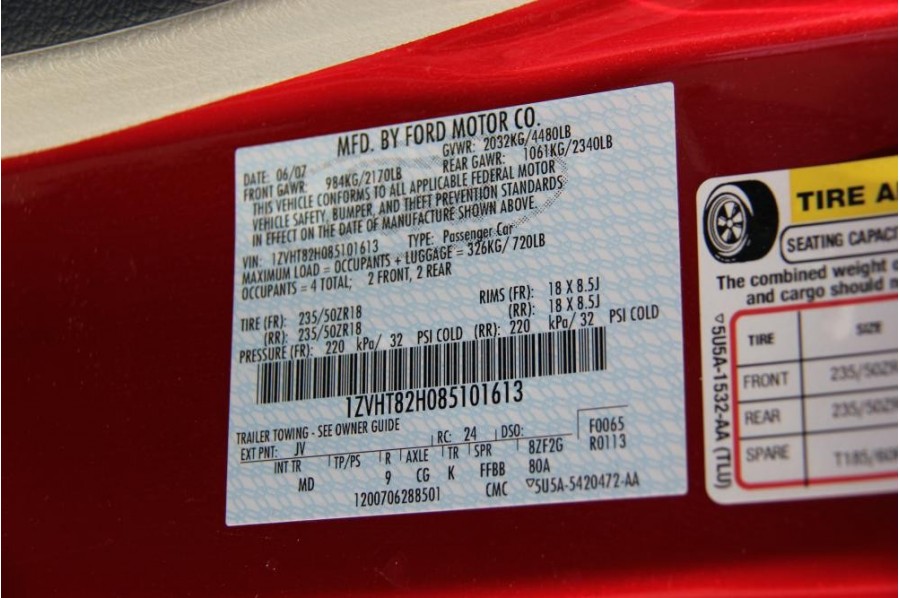 MFD. BY FORD MOTOR CO.
DATE: 06/07 GVWR: 2032KG/4480LB
FRONT GAWR: 984KG/2170LB REAR GAWR: 1061KG/2340LB
THIS VEHICLE CONFORMS TO ALL APPLICABLE FEDERAL MOTOR
VEHICLE SAFETY, BUMPER, AND THEFT PREVENTION STANDARDS
IN EFFECT ON THE DATE OF MANUFACTURE SHOWN ABOVE.
VIN: 1ZVHT82H085101613 TYPE: Passenger Car
MAXIMUM LOAD = OCCUPANTS + LUGGAGE = 326KG/ 720LB
OCCUPANTS = 4 TOTAL; 2 FRONT, 2 REAR
TIRE (FR): 235/50ZR18 RIMS (FR): 18 X 8.5J
(RR): 235/50ZR18 (RR): 18 X 8.5J
PRESSURE (FR): 220 kPa/ 32 PSI COLD (RR): 220 kPa/ 32 PSI COLD
1ZVHT82H085101613
TRAILER TOWING - SEE OWNER GUIDE
EXT PNT: JV RC: 24 DSO: F0065
INT TR TP/PS R AXLE TR SPR 8ZF2G R0113
MD 9 CG K FFBB 80A
1200706288501 CMC ▽5U5A-5420472-AA
TIRE A
SEATING CAPACI
The combined weight
and cargo should
TIRE SIZE
FRONT 235/50ZR
REAR 235/50ZR
SPARE T185/60
▽5U5A-1532-AA (TLU)